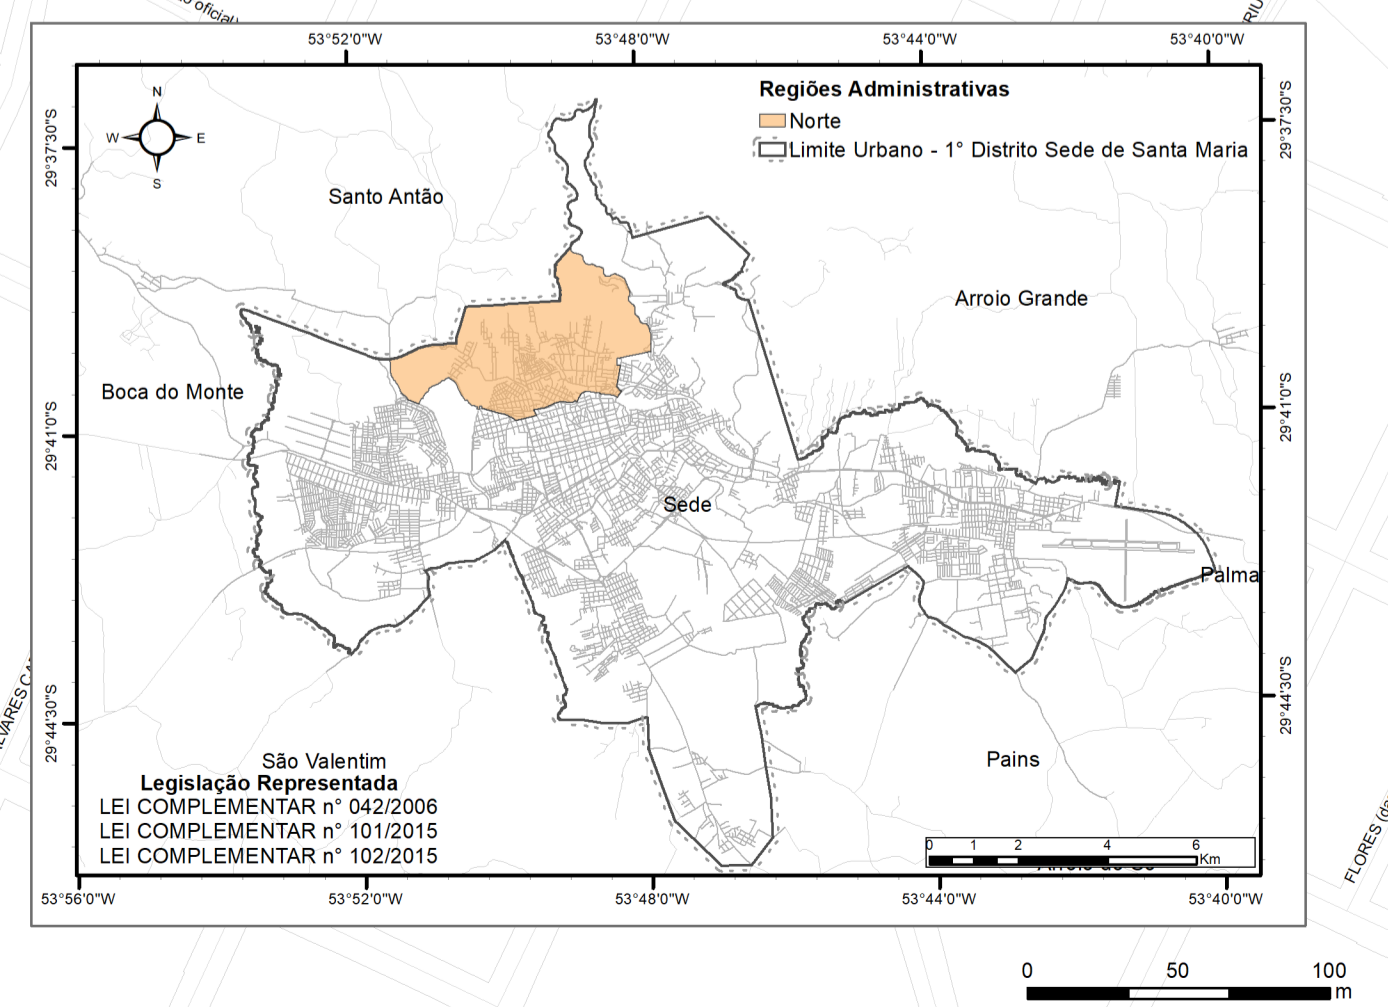 oficial)
53°52'0"W
53°48'0"W
53°44'0"W
53°40'0"W
Regiões Administrativas
Norte
Limite Urbano - 1° Distrito Sede de Santa Maria
N
W
E
S
29°37'30"S
29°37'30"S
Santo Antão
Arroio Grande
Boca do Monte
29°41'0"S
29°41'0"S
Sede
Palma
29°44'30"S
29°44'30"S
São Valentim
Pains
Legislação Representada
LEI COMPLEMENTAR n° 042/2006
LEI COMPLEMENTAR n° 101/2015
LEI COMPLEMENTAR n° 102/2015
0 1 2 4 6
Km
53°56'0"W
53°52'0"W
53°48'0"W
53°44'0"W
53°40'0"W
FLORES (da
0 50 100
m